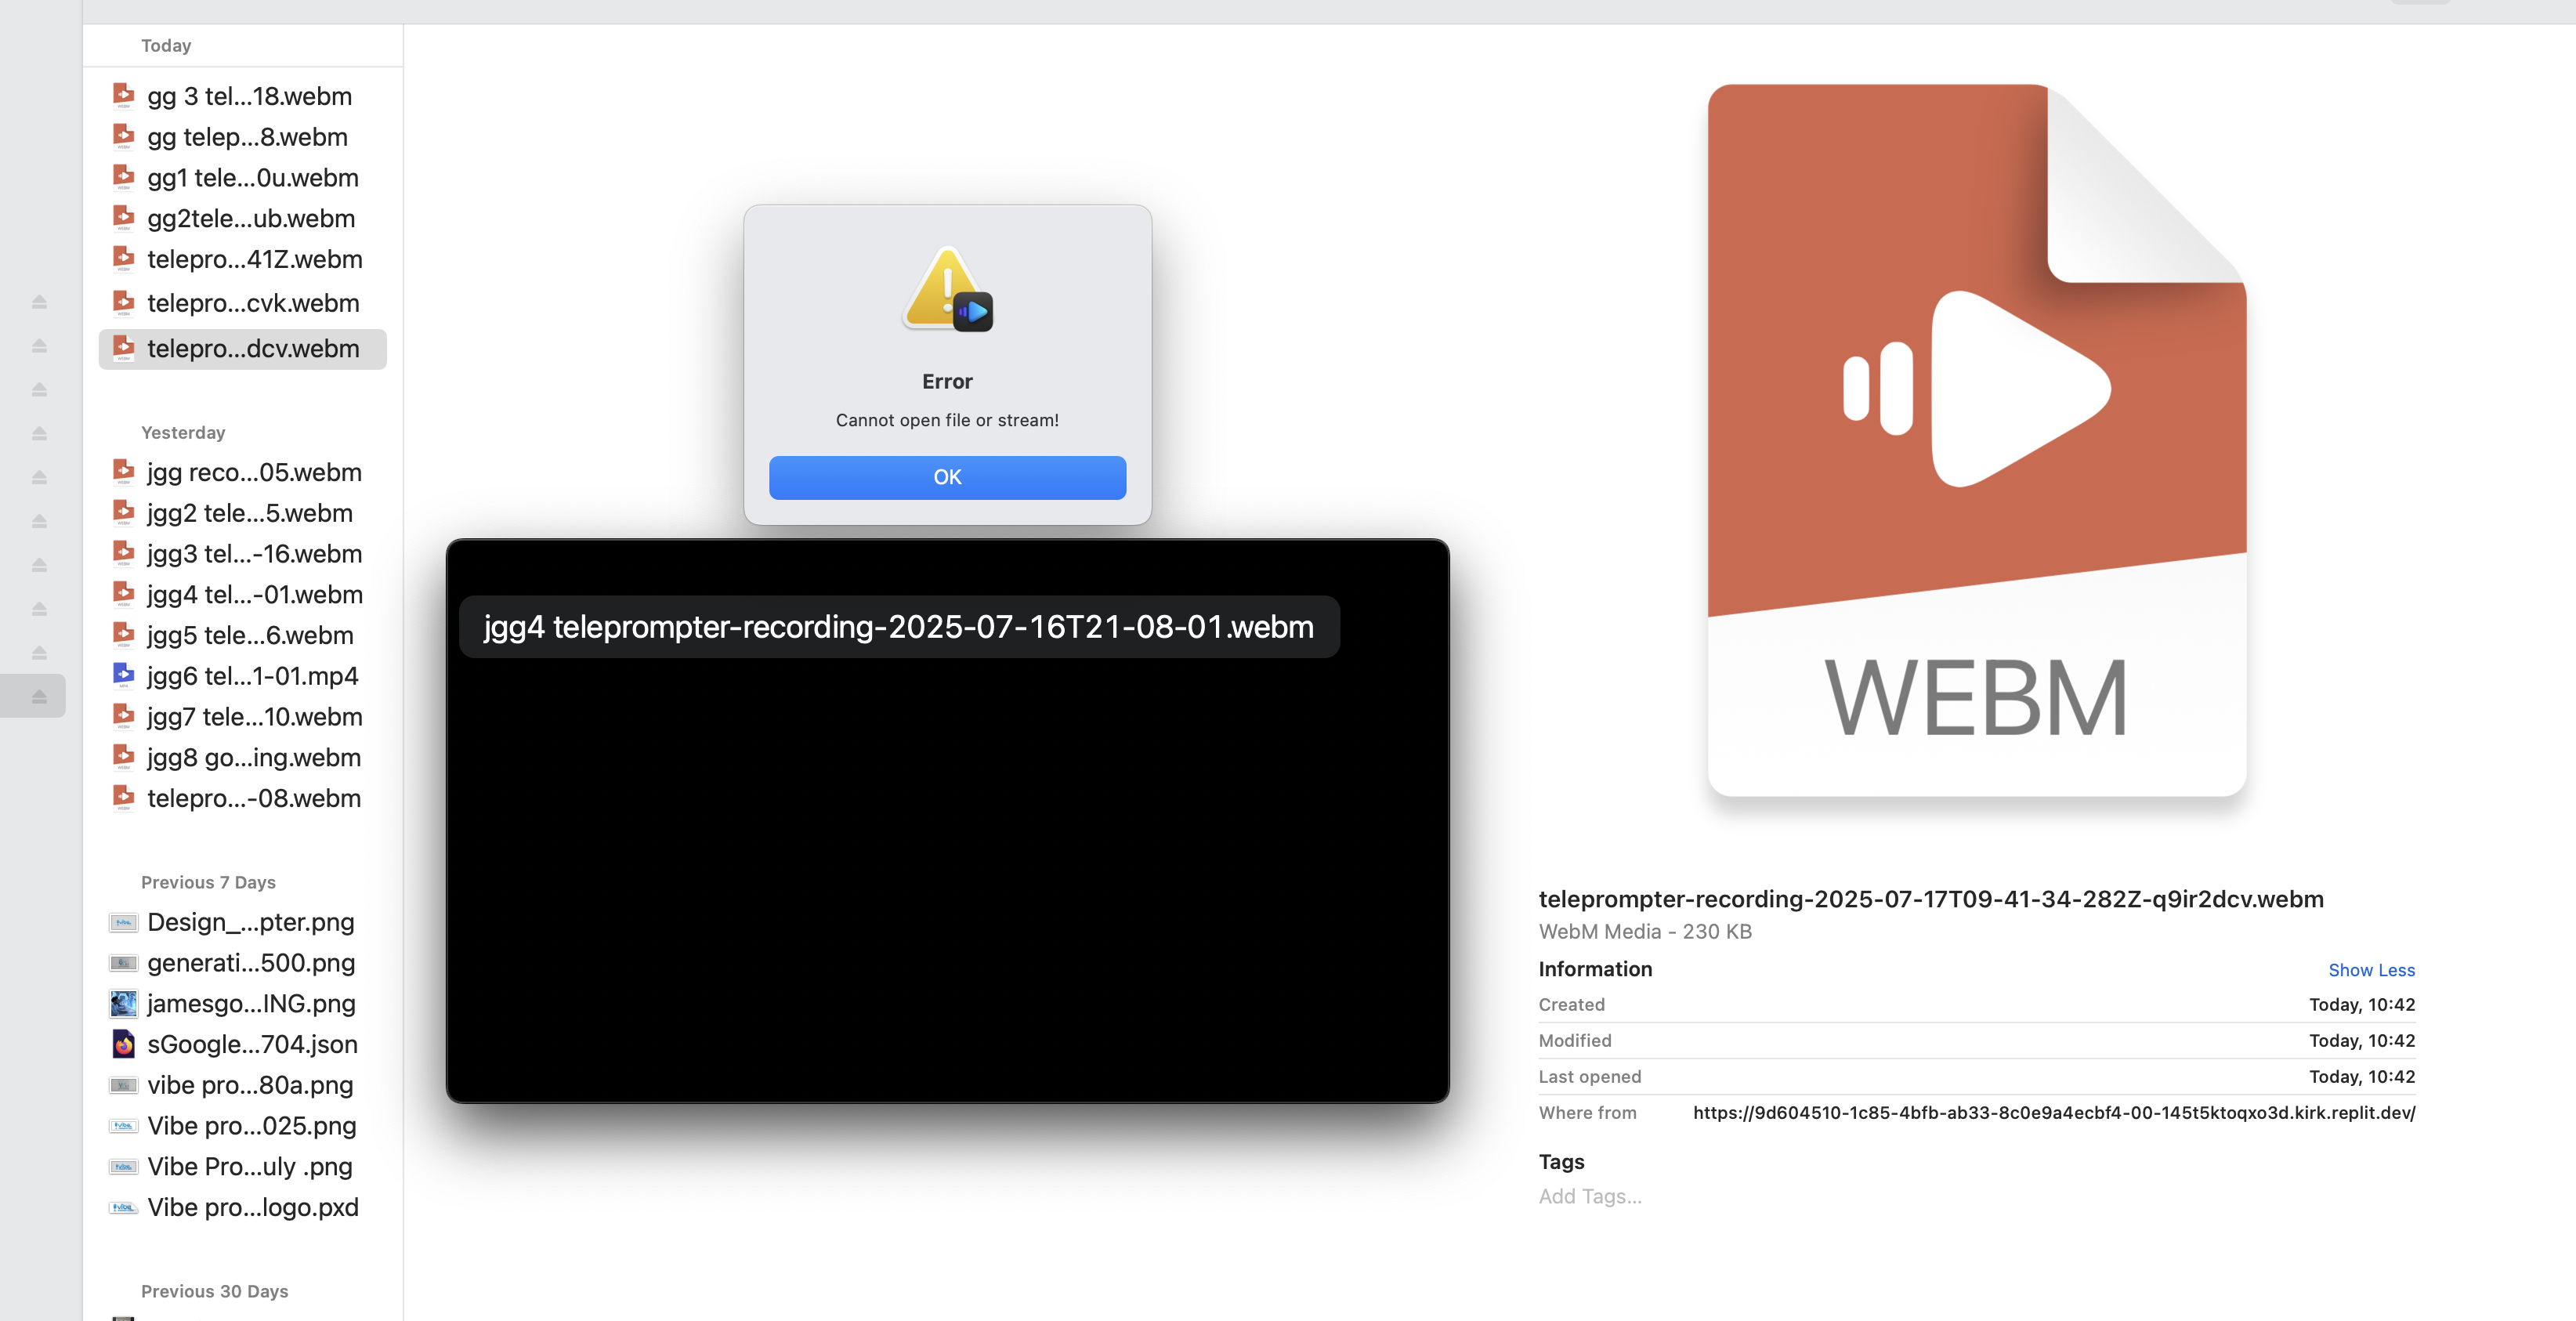 Today
gg 3 tel...18.webm
gg telep...8.webm
gg1 tele...0u.webm
gg2tele...ub.webm
telepro...41Z.webm
telepro...cvk.webm
telepro...dcv.webm
Yesterday
jgg reco...05.webm
jgg2 tele...5.webm
jgg3 tel...-16.webm
jgg4 tel...-01.webm
jgg5 tele...6.webm
jgg6 tel...1-01.mp4
jgg7 tele...10.webm
jgg8 go...ing.webm
telepro...-08.webm
Previous 7 Days
Design_...pter.png
generati...500.png
jamesgo...ING.png
sGoogle...704.json
vibe pro...80a.png
Vibe pro...025.png
Vibe Pro...uly .png
Vibe pro...logo.pxd
Previous 30 Days
Error
Cannot open file or stream!
OK
jgg4 teleprompter-recording-2025-07-16T21-08-01.webm
WEBM
teleprompter-recording-2025-07-17T09-41-34-282Z-q9ir2dcv.webm
WebM Media - 230 KB
Information Show Less
Created Today, 10:42
Modified Today, 10:42
Last opened Today, 10:42
Where from https://9d604510-1c85-4bfb-ab33-8c0e9a4ecbf4-00-145t5ktoqxo3d.kirk.replit.dev/
Tags
Add Tags...